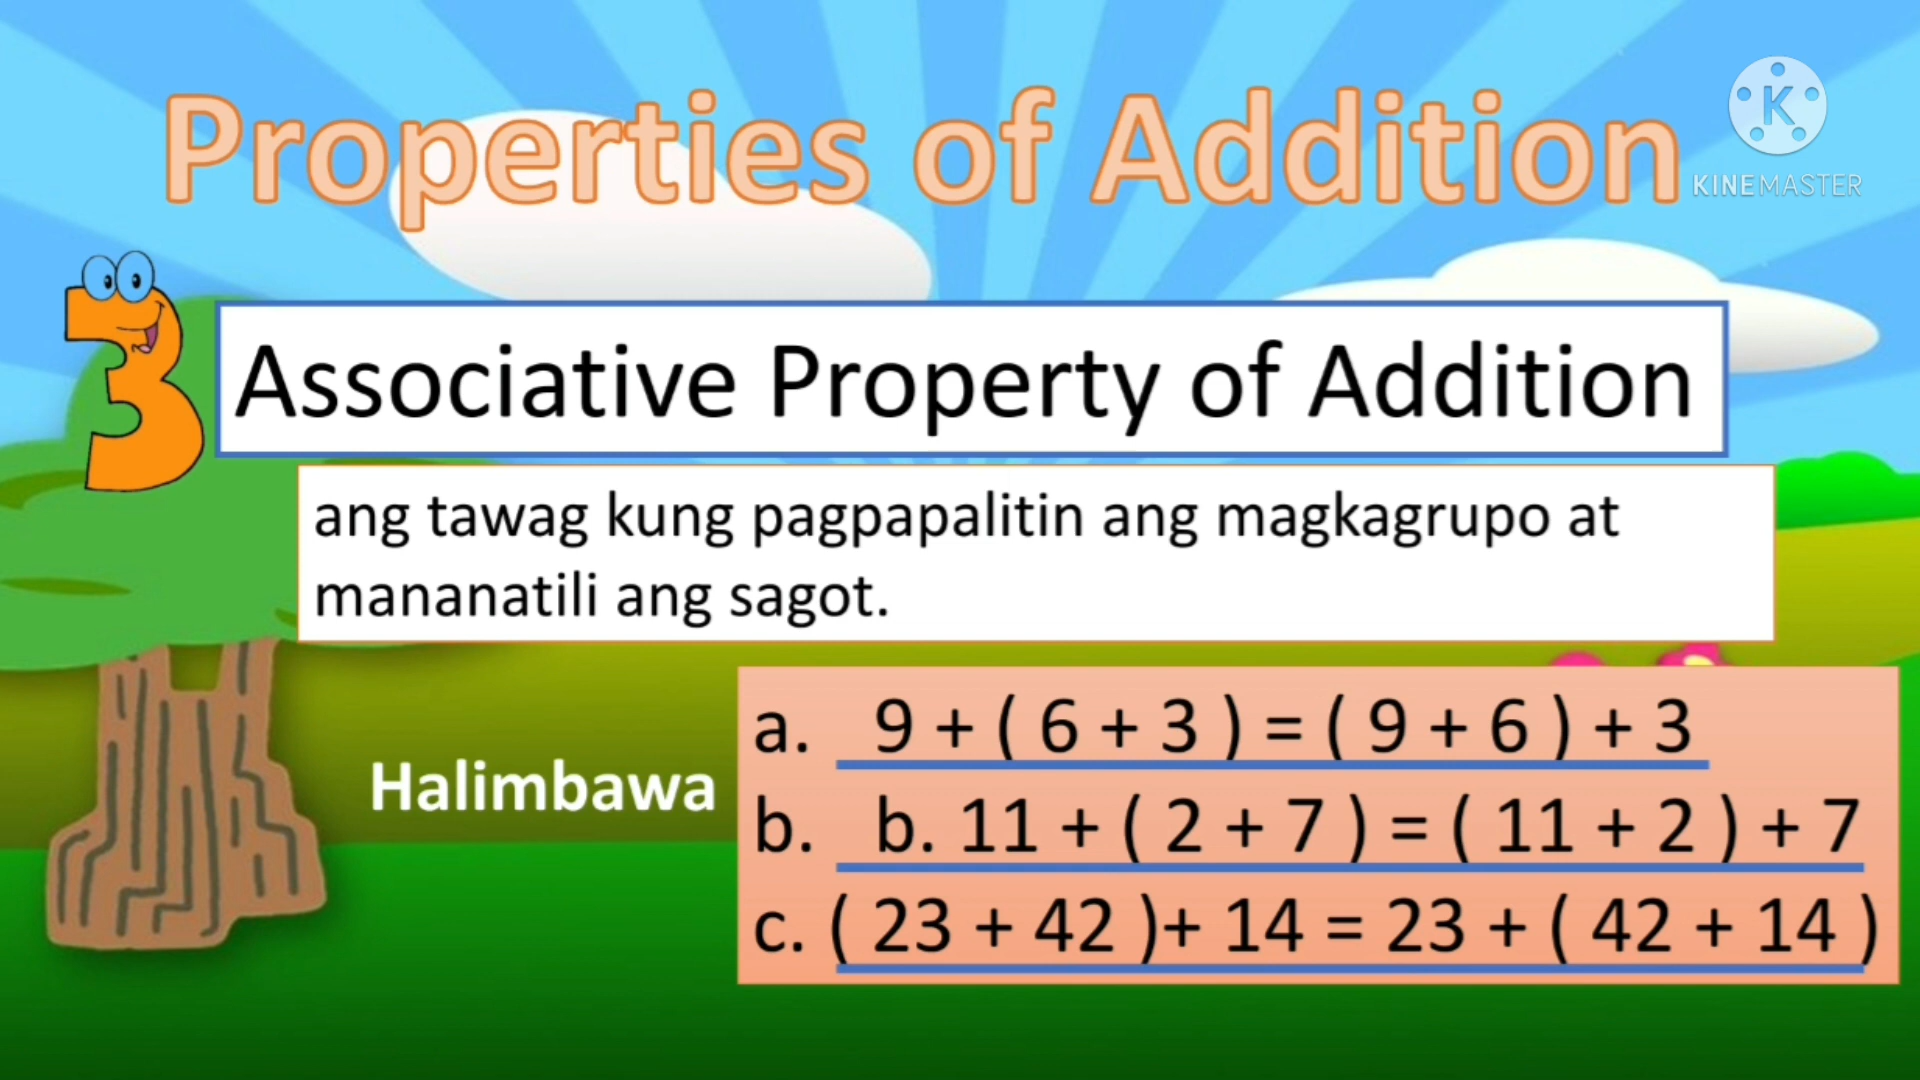 Properties of Addition
KINEMASTER
3
Associative Property of Addition
ang tawag kung pagpapalitin ang magkagrupo at
mananatili ang sagot.
Halimbawa
a. 9 + ( 6 + 3 ) = ( 9 + 6 ) + 3
b. b. 11 + ( 2 + 7 ) = ( 11 + 2 ) + 7
c. ( 23 + 42 )+ 14 = 23 + ( 42 + 14 )